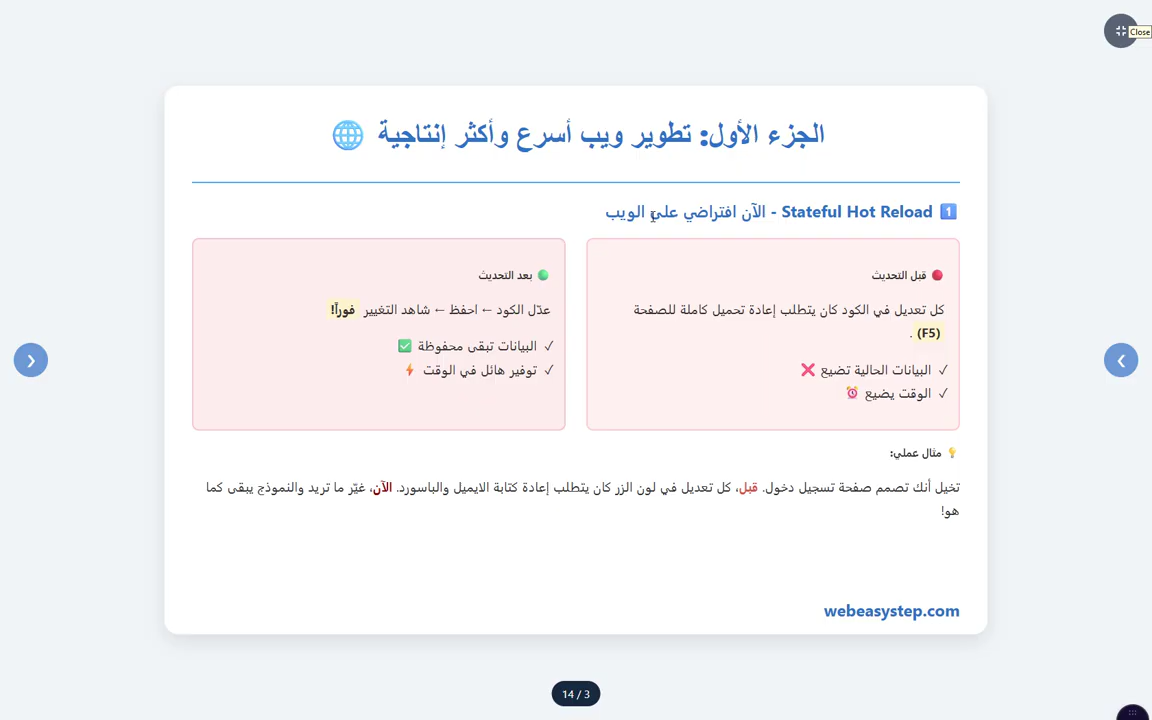 Close
الجزء الأول: تطوير ويب أسرع وأكثر إنتاجية 🌐
1️⃣ Stateful Hot Reload - الآن افتراضي على الويب
🔴 قبل التحديث
كل تعديل في الكود كان يتطلب إعادة تحميل كاملة للصفحة
(F5) .
✓ البيانات الحالية تضيع ❌
✓ الوقت يضيع ⏰
🟢 بعد التحديث
عدّل الكود ← احفظ ← شاهد التغيير فوراً!
✓ البيانات تبقى محفوظة ✅
✓ توفير هائل في الوقت ⚡
💡 مثال عملي:
تخيل أنك تصمم صفحة تسجيل دخول. قبل، كل تعديل في لون الزر كان يتطلب إعادة كتابة الايميل والباسورد. الآن، غيّر ما تريد والنموذج يبقى كما
هو!
webeasystep.com
14 / 3